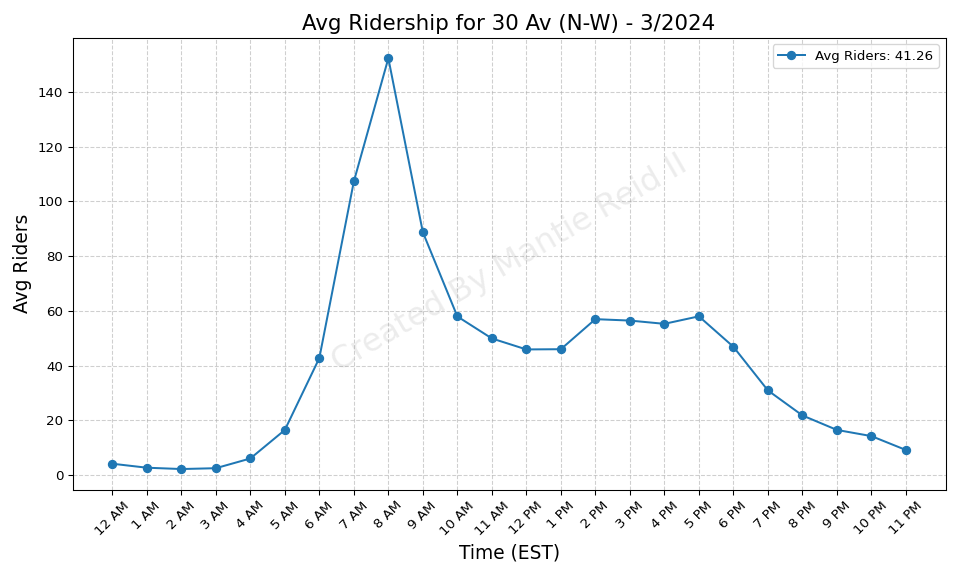 Avg Ridership for 30 Av (N-W) - 3/2024
Avg Riders: 41.26
Created By Mantie Reid II
Avg Riders
140
120
100
80
60
40
20
0
12 AM 1 AM 2 AM 3 AM 4 AM 5 AM 6 AM 7 AM 8 AM 9 AM 10 AM 11 AM 12 PM 1 PM 2 PM 3 PM 4 PM 5 PM 6 PM 7 PM 8 PM 9 PM 10 PM 11 PM
Time (EST)